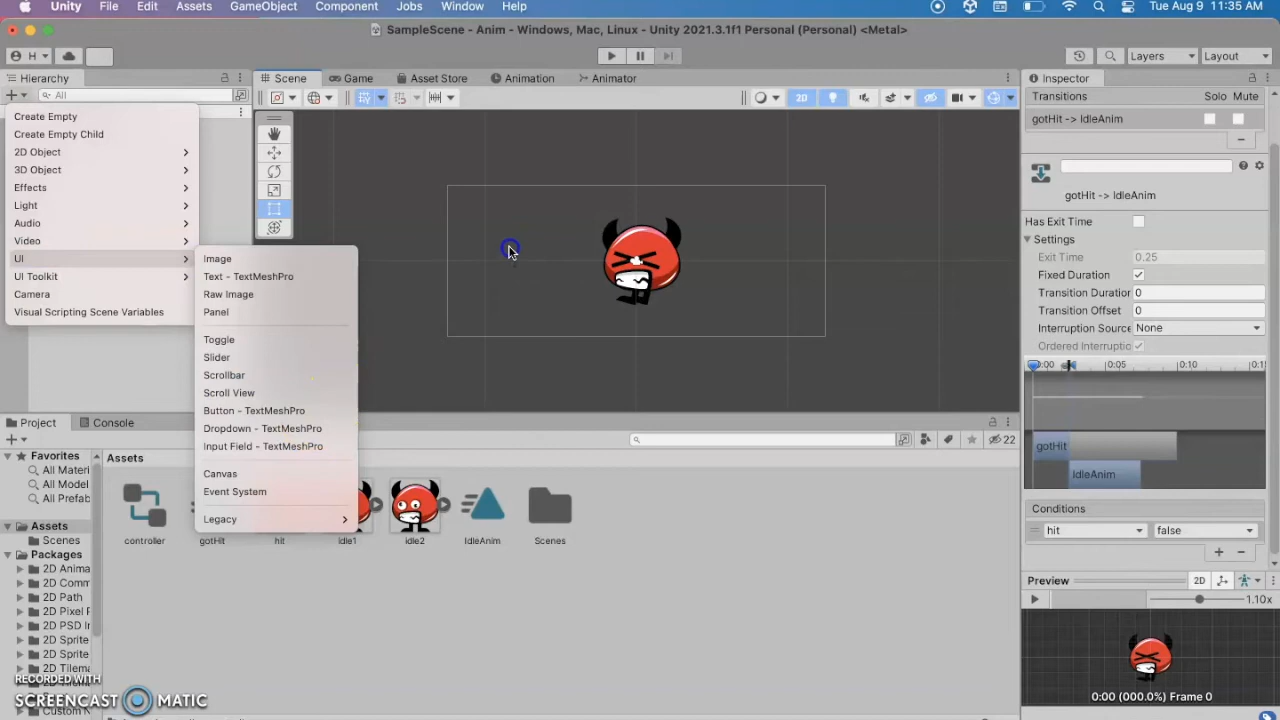 Unity File Edit Assets GameObject Component Jobs Window Help Tue Aug 9 11:35 AM
SampleScene - Anim - Windows, Mac, Linux - Unity 2021.3.1f1 Personal (Personal) <Metal>
H Layers Layout
Hierarchy
All
Create Empty
Create Empty Child
2D Object
3D Object
Effects
Light
Audio
Video
UI
UI Toolkit
Camera
Visual Scripting Scene Variables
Image
Text - TextMeshPro
Raw Image
Panel
Toggle
Slider
Scrollbar
Scroll View
Button - TextMeshPro
Dropdown - TextMeshPro
Input Field - TextMeshPro
Canvas
Event System
Legacy
Scene Game Asset Store Animation Animator
2D
Inspector
Transitions Solo Mute
gotHit -> IdleAnim
gotHit -> IdleAnim
Has Exit Time
Settings
Exit Time 0.25
Fixed Duration
Transition Duration 0
Transition Offset 0
Interruption Source None
Ordered Interruptio
0:00 0:05 0:10 0:1
gotHit
IdleAnim
Conditions
hit false
Preview 2D
1.10x
0:00 (000.0%) Frame 0
Project Console
22
Favorites
All Materi
All Model
All Prefab
Assets
Scenes
Packages
2D Anima
2D Comm
2D Path
2D Pixel F
2D PSD In
2D Sprite
2D Sprite
2D Tilema
Assets
controller gotHit hit idle1 idle2 IdleAnim Scenes
RECORDED WITH
SCREENCAST MATIC